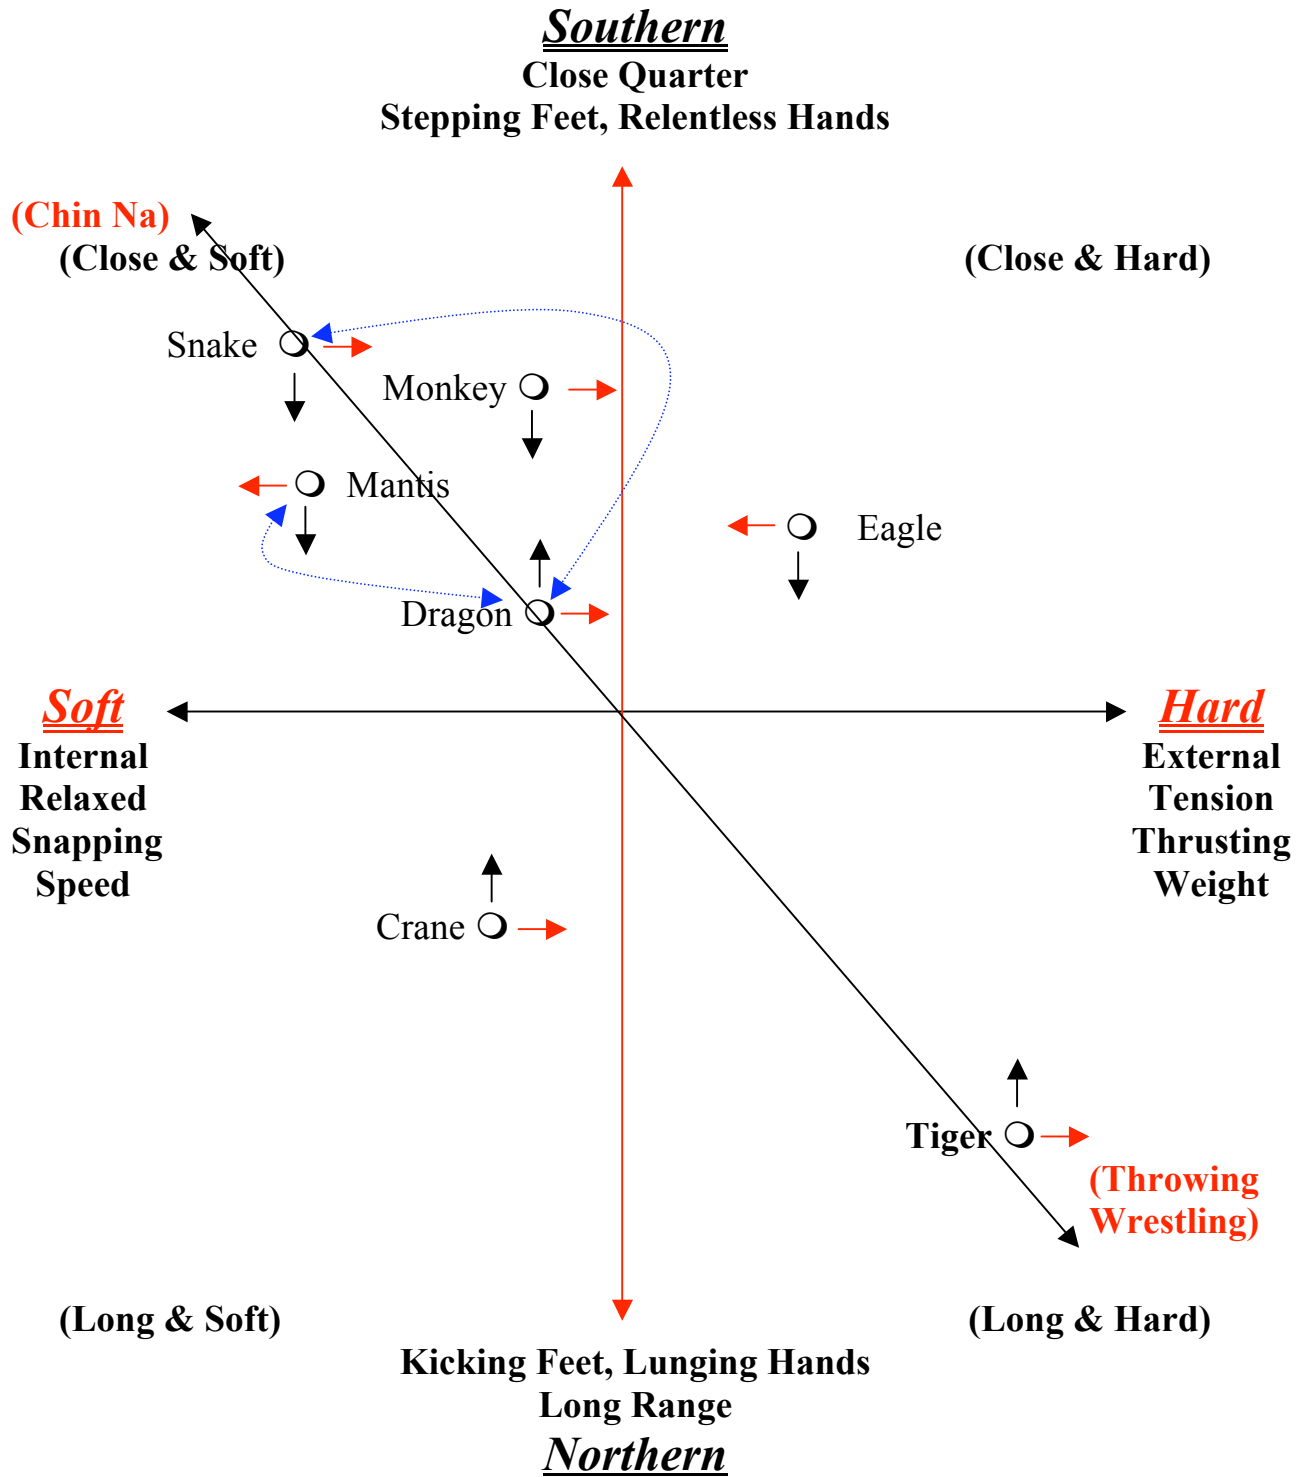 Southern
Close Quarter
Stepping Feet, Relentless Hands
(Chin Na)
(Close & Soft)
(Close & Hard)
Snake
Monkey
Mantis
Eagle
Dragon
Soft
Internal
Relaxed
Snapping
Speed
Hard
External
Tension
Thrusting
Weight
Crane
Tiger
(Throwing
Wrestling)
(Long & Soft)
(Long & Hard)
Kicking Feet, Lunging Hands
Long Range
Northern